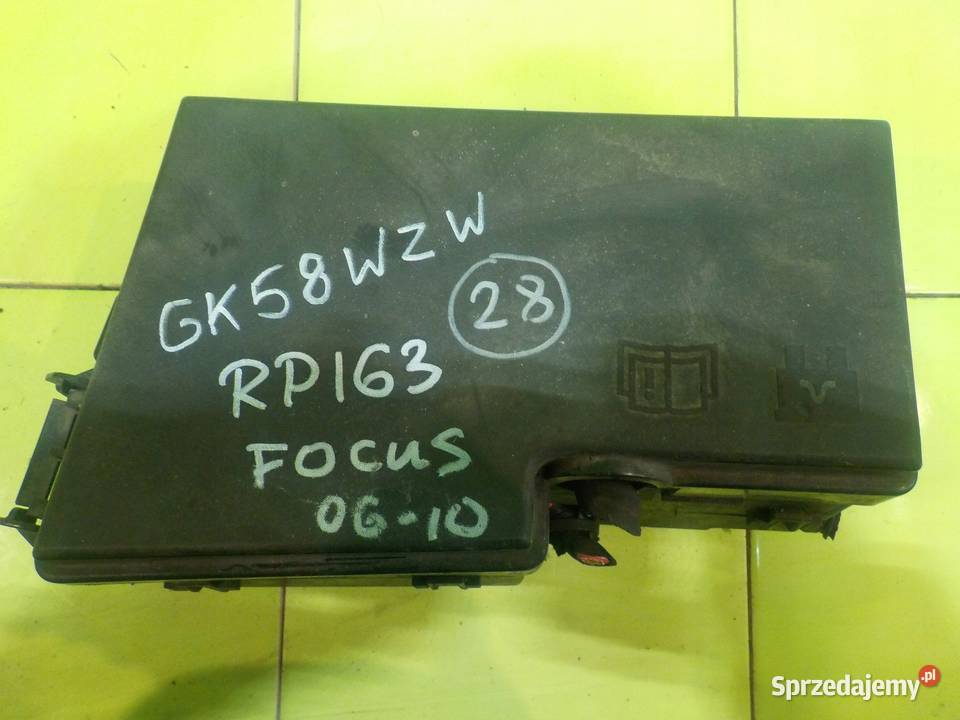 GK58WZW
28
RP163
FOCUS
06-10
Sprzedajemy.pl